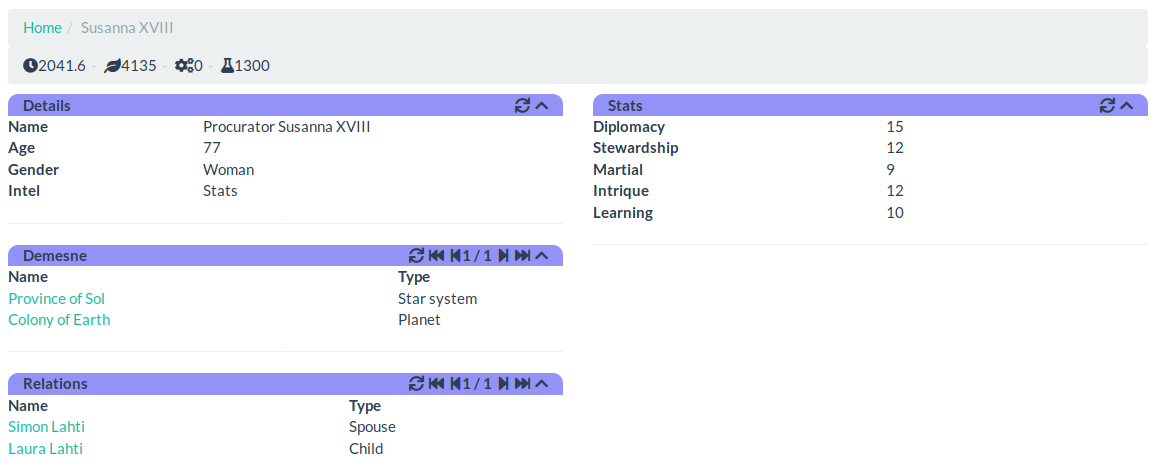 Home / Susanna XVIII
2041.6 - 4135 - 0 - 1300
Details
Name Procurator Susanna XVIII
Age 77
Gender Woman
Intel Stats
Demesne 1 / 1
Name Type
Province of Sol Star system
Colony of Earth Planet
Relations 1 / 1
Name Type
Simon Lahti Spouse
Laura Lahti Child
Stats
Diplomacy 15
Stewardship 12
Martial 9
Intrique 12
Learning 10